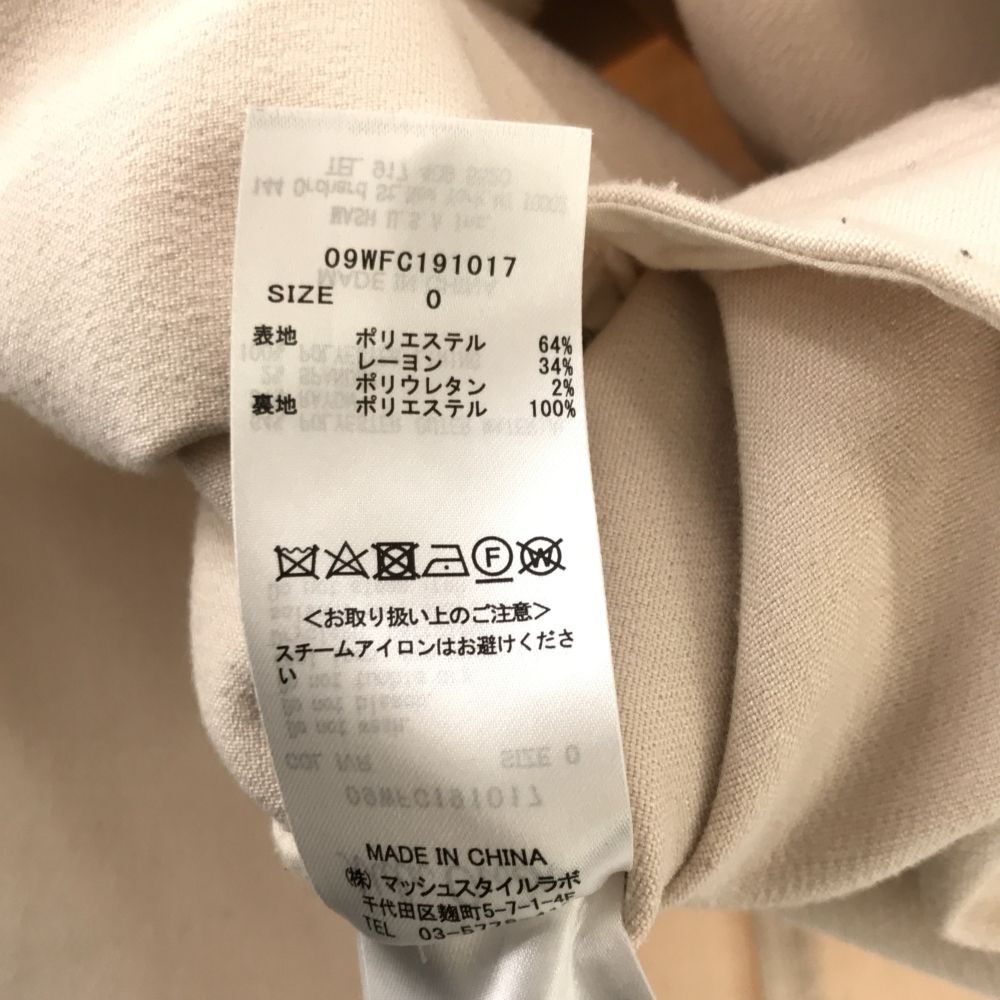 09WFC191017
SIZE 0
表地 ポリエステル 64%
レーヨン 34%
ポリウレタン 2%
裏地 ポリエステル 100%
F W
<お取り扱い上のご注意>
スチームアイロンはお避けくださ
い
MADE IN CHINA
(株)マッシュスタイルラボ
千代田区麹町5-7-1-4F
TEL